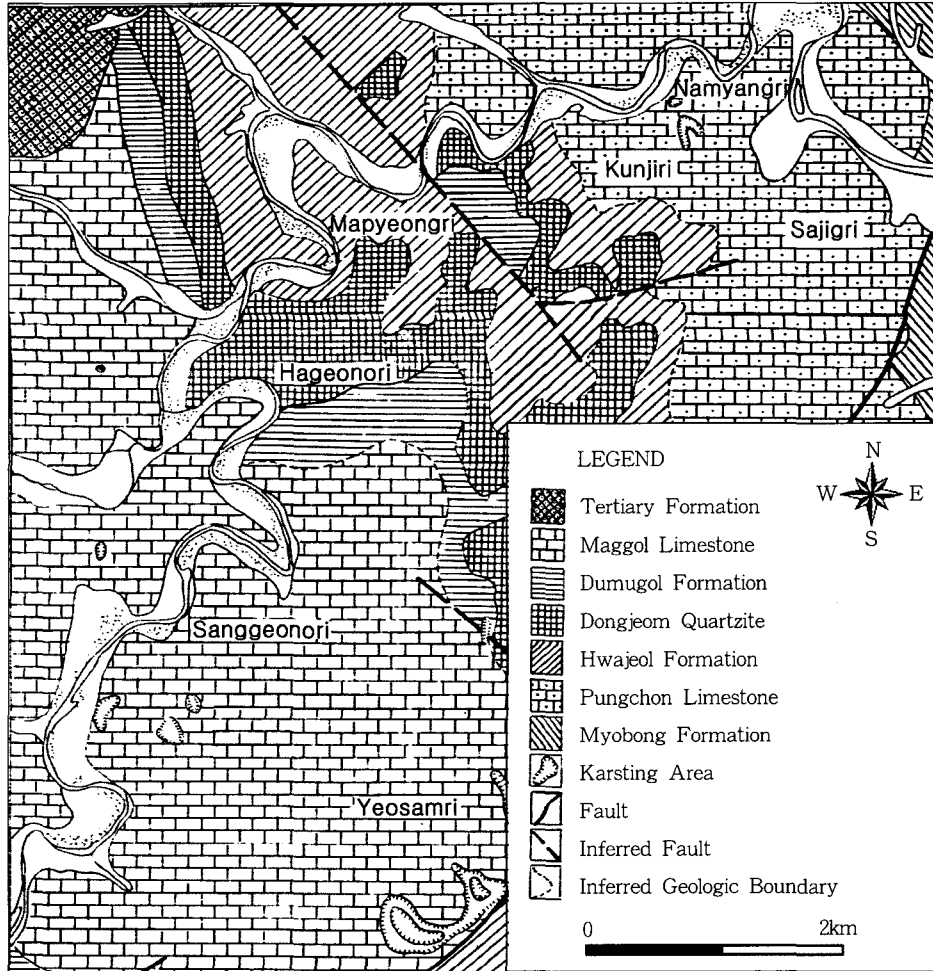 Namyangri
Kunjiri
Mapyeongri
Sajigri
Hageonori
Sanggeonori
Yeosamri
LEGEND
Tertiary Formation
Maggol Limestone
Dumugol Formation
Dongjeom Quartzite
Hwajeol Formation
Pungchon Limestone
Myobong Formation
Karsting Area
Fault
Inferred Fault
Inferred Geologic Boundary
N
W E
S
0 2km